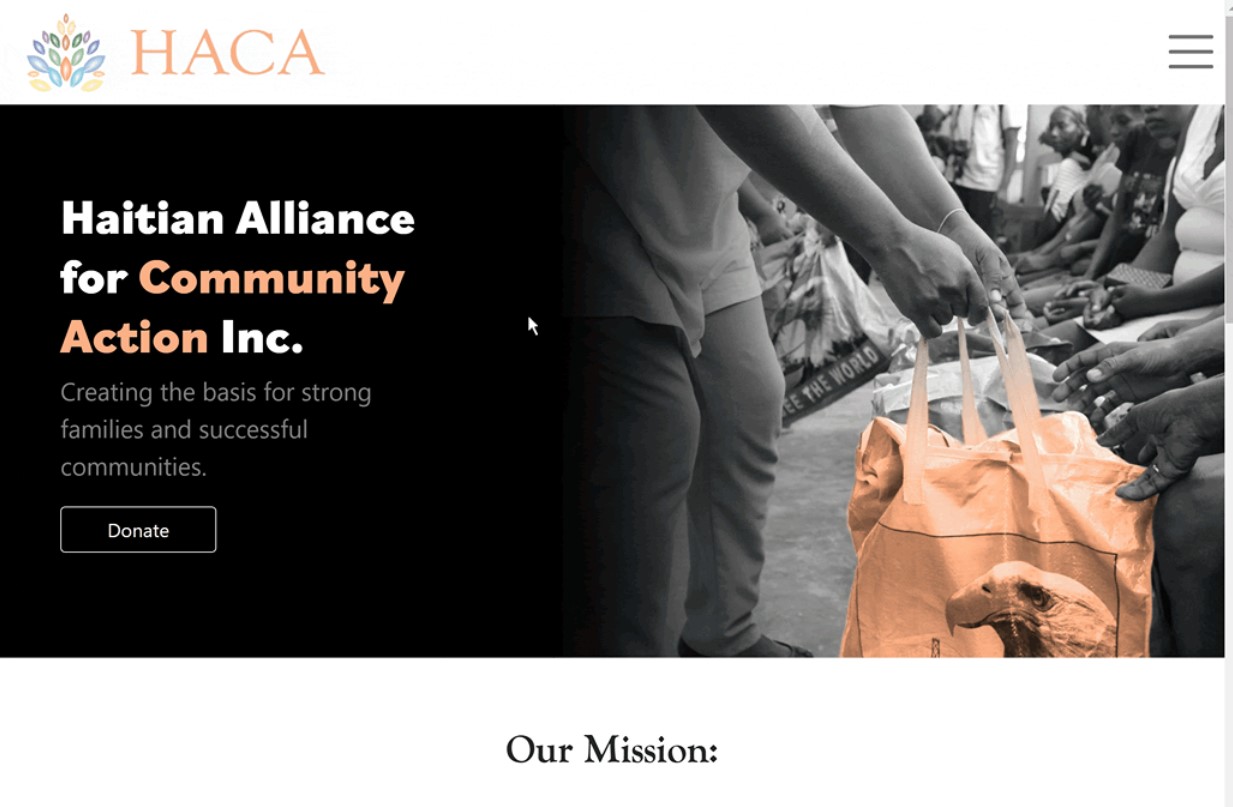 HACA
Haitian Alliance
for Community
Action Inc.
Creating the basis for strong
families and successful
communities.
Donate
EE THE WORLD
Our Mission: